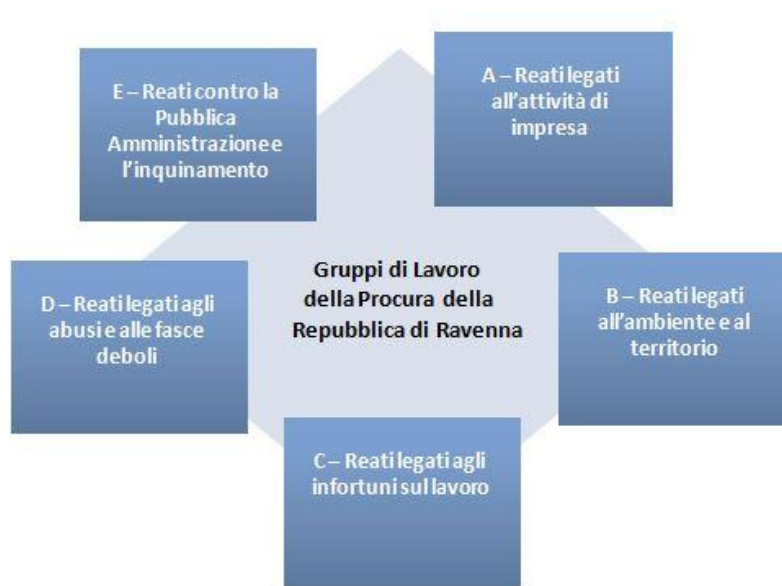 E – Reati contro la
Pubblica
Amministrazione e
l'inquinamento
A – Reati legati
all'attività di
impresa
Gruppi di Lavoro
della Procura della
Repubblica di Ravenna
D – Reati legati agli
abusi e alle fasce
deboli
B – Reati legati
all'ambiente e al
territorio
C – Reati legati agli
infortuni sul lavoro